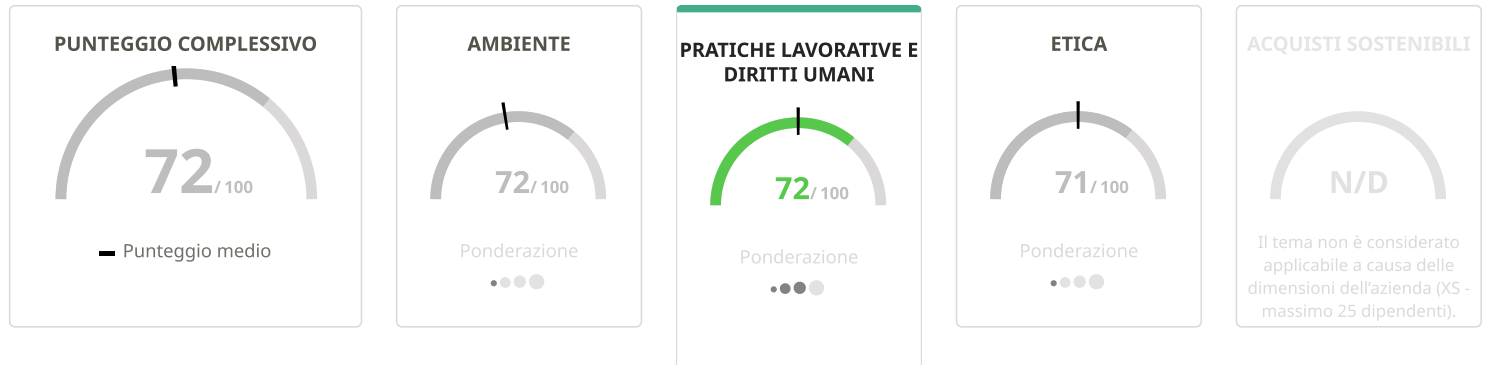 PUNTEGGIO COMPLESSIVO
72 / 100
Punteggio medio
AMBIENTE
72 / 100
Ponderazione
PRATICHE LAVORATIVE E
DIRITTI UMANI
72 / 100
Ponderazione
ETICA
71 / 100
Ponderazione
ACQUISTI SOSTENIBILI
N/D
Il tema non è considerato
applicabile a causa delle
dimensioni dell'azienda (XS -
massimo 25 dipendenti).